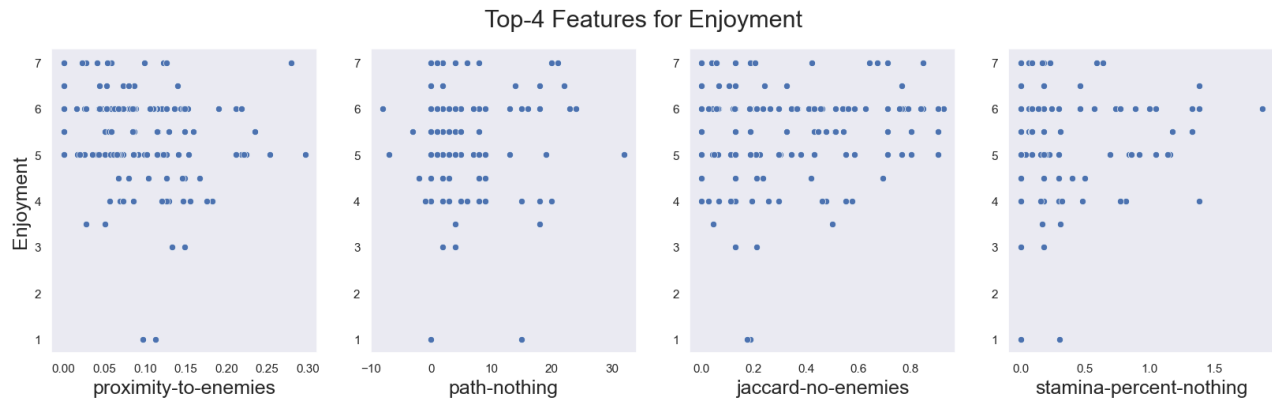 Top-4 Features for Enjoyment
Enjoyment
7
6
5
4
3
2
1
0.00 0.05 0.10 0.15 0.20 0.25 0.30
proximity-to-enemies
7
6
5
4
3
2
1
−10 0 10 20 30
path-nothing
7
6
5
4
3
2
1
0.0 0.2 0.4 0.6 0.8
jaccard-no-enemies
7
6
5
4
3
2
1
0.0 0.5 1.0 1.5
stamina-percent-nothing